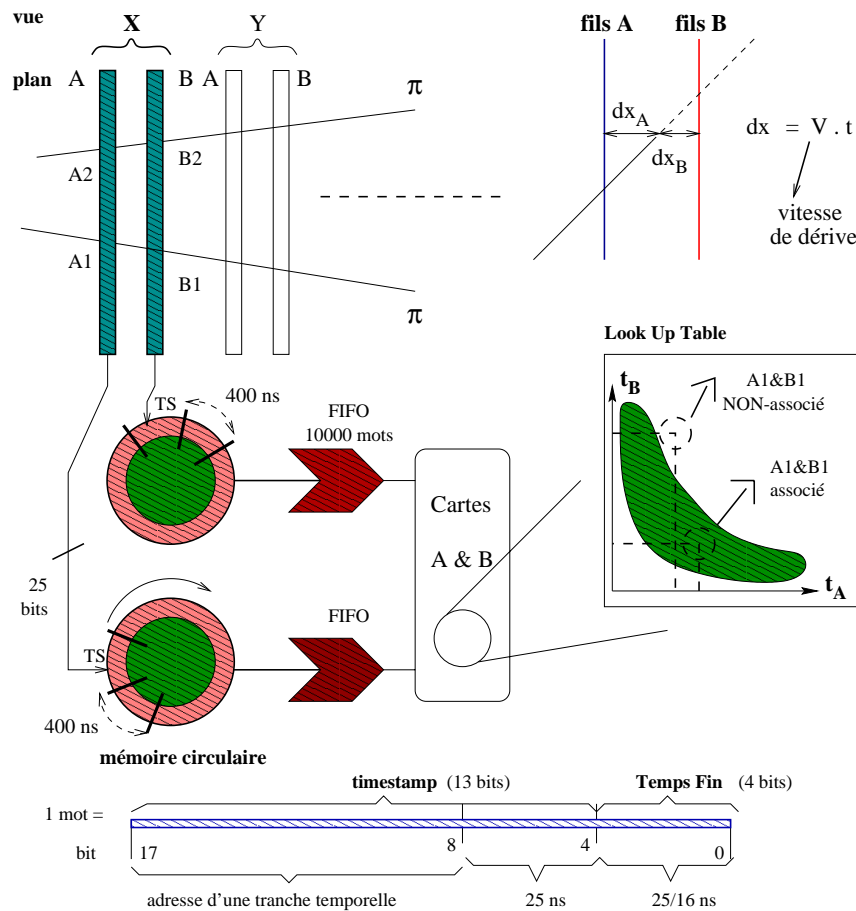 vue
X
Y
plan
A
B
A
B
π
A2
B2
A1
B1
π
fils A
fils B
dx_A
dx_B
dx = V . t
vitesse
de dérive
Look Up Table
t_B
A1&B1
NON-associé
A1&B1
associé
t_A
TS
400 ns
FIFO
10000 mots
Cartes
A & B
25
bits
TS
FIFO
400 ns
mémoire circulaire
timestamp (13 bits)
Temps Fin (4 bits)
1 mot =
bit
17
8
4
0
adresse d'une tranche temporelle
25 ns
25/16 ns